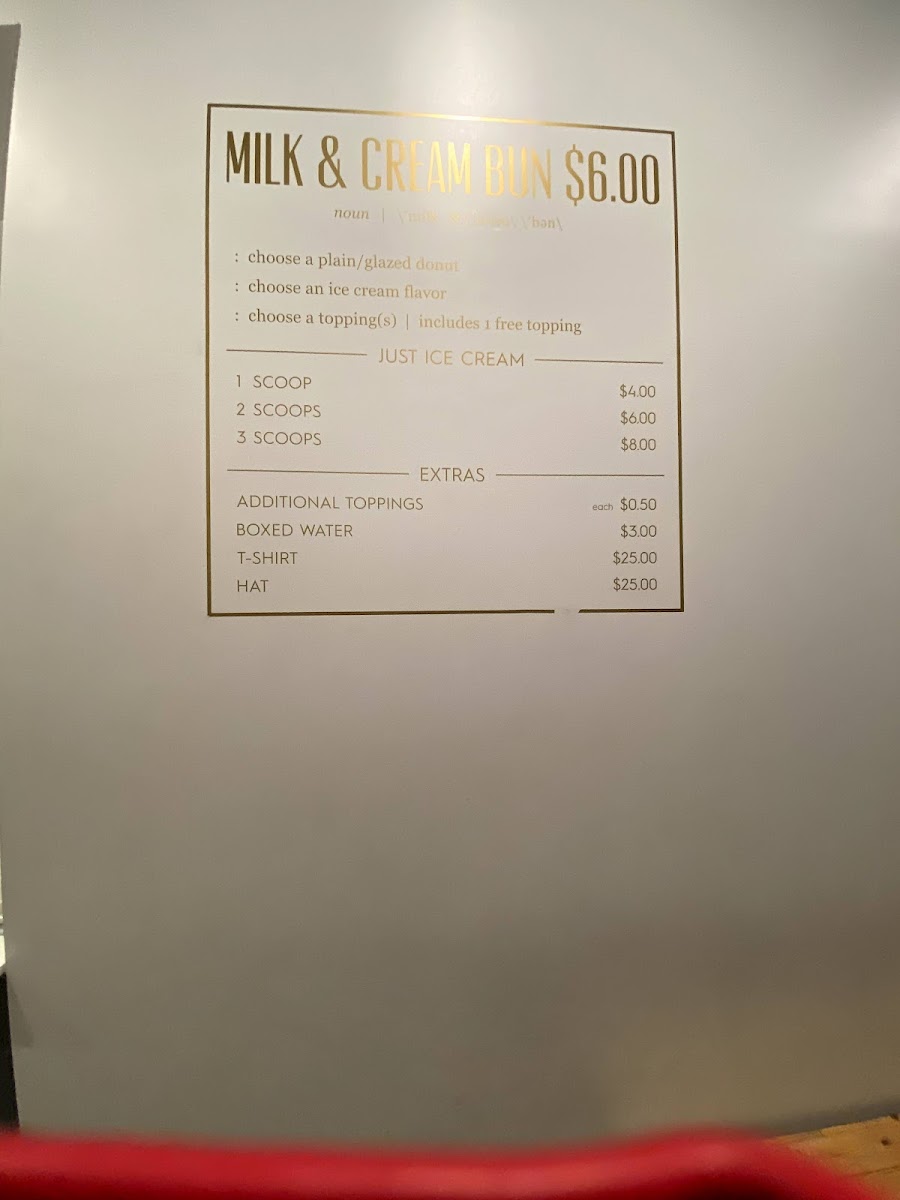 MILK & CREAM BUN $6.00
noun | \'bən\
: choose a plain/glazed donut
: choose an ice cream flavor
: choose a topping(s) | includes 1 free topping
JUST ICE CREAM
1 SCOOP $4.00
2 SCOOPS $6.00
3 SCOOPS $8.00
EXTRAS
ADDITIONAL TOPPINGS each $0.50
BOXED WATER $3.00
T-SHIRT $25.00
HAT $25.00